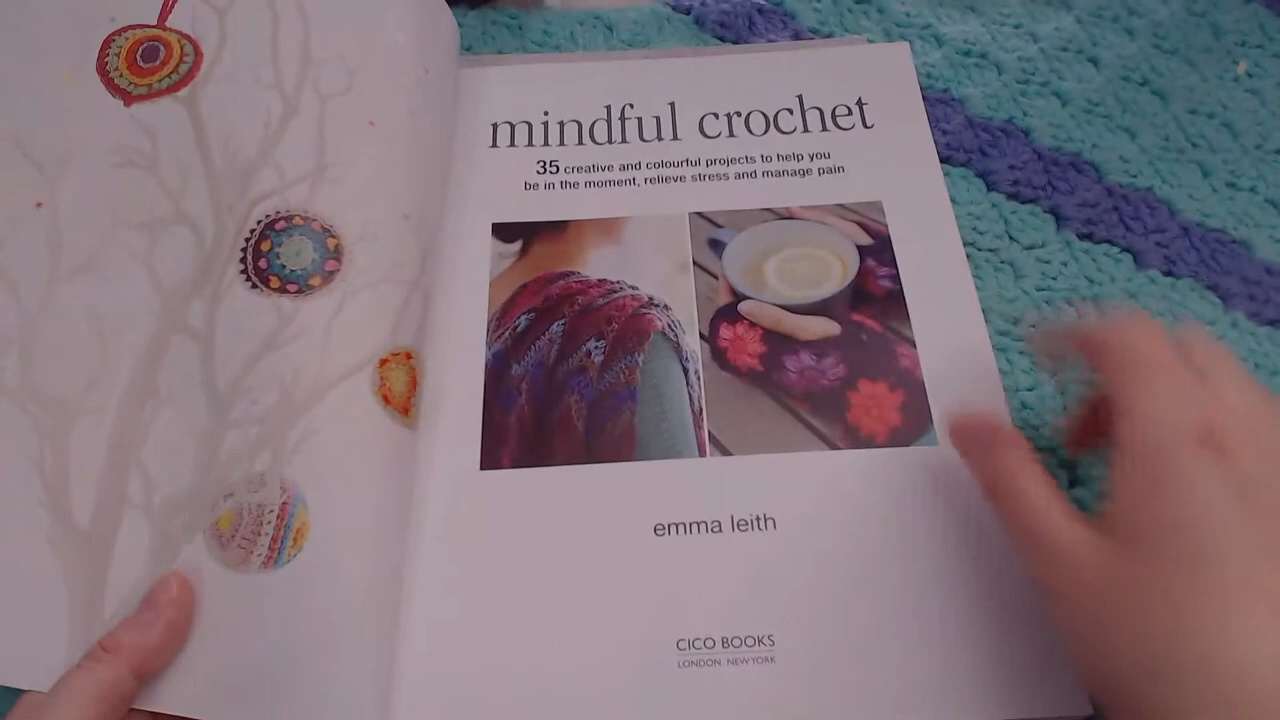 mindful crochet
35 creative and colourful projects to help you
be in the moment, relieve stress and manage pain
emma leith
CICO BOOKS
LONDON NEW YORK